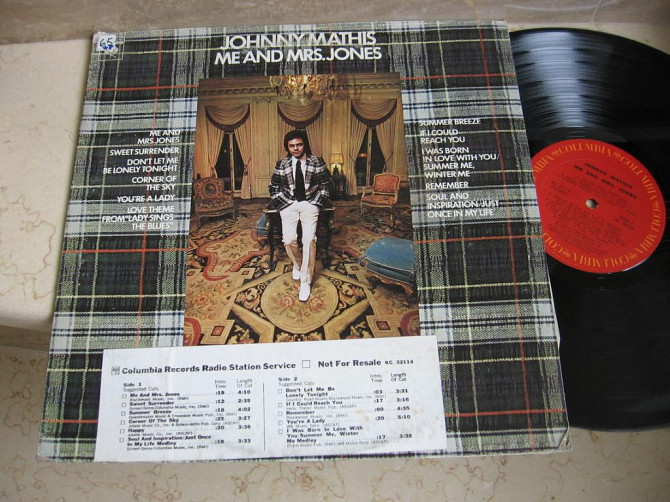 JOHNNY MATHIS
ME AND MRS. JONES
ME AND
MRS. JONES
SWEET SURRENDER
DON'T LET ME
BE LONELY TONIGHT
CORNER OF
THE SKY
YOU'RE A LADY
LOVE THEME
FROM "LADY SINGS
THE BLUES"
SUMMER BREEZE
IF I COULD
REACH YOU
I WAS BORN
IN LOVE WITH YOU/
SUMMER ME,
WINTER ME
REMEMBER
SOUL AND
INSPIRATION/JUST
ONCE IN MY LIFE
Columbia Records Radio Station Service Not For Resale KC 32114
Side 1
Suggested Cuts
Intro. Time
Length Of Cut
Me And Mrs. Jones :19 4:10
Sweet Surrender :12 2:35
Summer Breeze :18 4:02
Corner Of The Sky :25 3:27
Happy :20 3:36
Soul And Inspiration; Just Once
In My Life Medley :18 3:33
Side 2
Suggested Cuts
Intro. Time
Length Of Cut
Don't Let Me Be
Lonely Tonight :03 3:21
If I Could Reach You :17 3:16
Remember :00 4:35
You're A Lady :20 5:10
I Was Born In Love With
You Summer Me, Winter
Me Medley :17 3:38
COLUMBIA
JOHNNY MATHIS
ME AND MRS. JONES